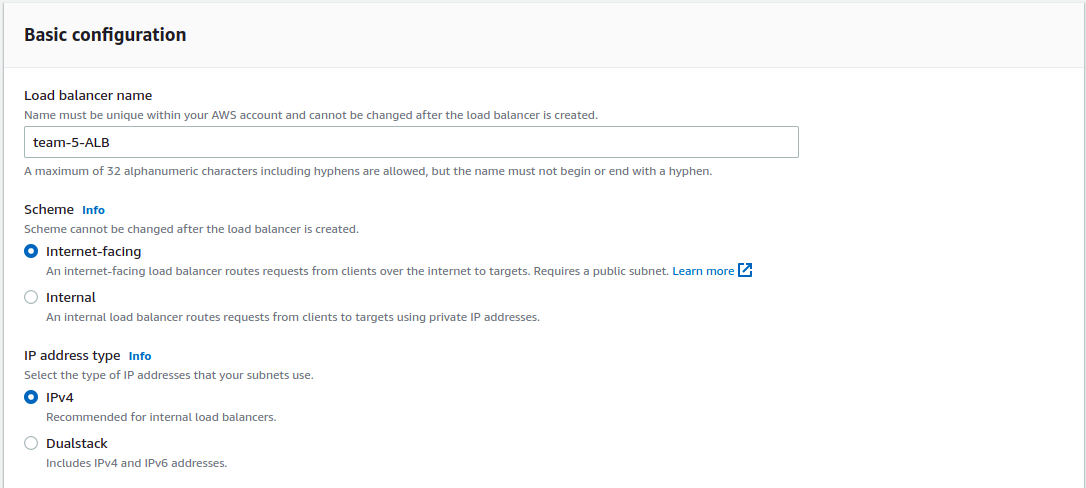 Basic configuration
Load balancer name
Name must be unique within your AWS account and cannot be changed after the load balancer is created.
team-5-ALB
A maximum of 32 alphanumeric characters including hyphens are allowed, but the name must not begin or end with a hyphen.
Scheme Info
Scheme cannot be changed after the load balancer is created.
Internet-facing
An internet-facing load balancer routes requests from clients over the internet to targets. Requires a public subnet. Learn more
Internal
An internal load balancer routes requests from clients to targets using private IP addresses.
IP address type Info
Select the type of IP addresses that your subnets use.
IPv4
Recommended for internal load balancers.
Dualstack
Includes IPv4 and IPv6 addresses.